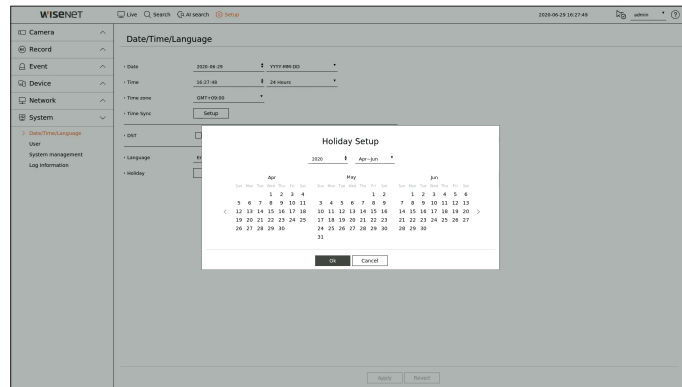 WISENET
Live Search AI search Setup
2020-06-29 16:27:49 admin ?
Camera
Record
Event
Device
Network
System
Date/Time/Language
User
System management
Log information
Date/Time/Language
Date 2020-06-29 YYYY-MM-DD
Time 16:27:48 24 Hours
Time zone GMT+09:00
Time Sync Setup
DST
Language En
Holiday
Holiday Setup
2020 Apr~Jun
Apr May Jun
Sun Mon Tue Wed Thu Fri Sat Sun Mon Tue Wed Thu Fri Sat Sun Mon Tue Wed Thu Fri Sat
1 2 3 4 1 2 1 2 3 4 5 6
5 6 7 8 9 10 11 3 4 5 6 7 8 9 7 8 9 10 11 12 13
12 13 14 15 16 17 18 10 11 12 13 14 15 16 14 15 16 17 18 19 20
19 20 21 22 23 24 25 17 18 19 20 21 22 23 21 22 23 24 25 26 27
26 27 28 29 30 24 25 26 27 28 29 30 28 29 30
31
Ok Cancel
Apply Revert